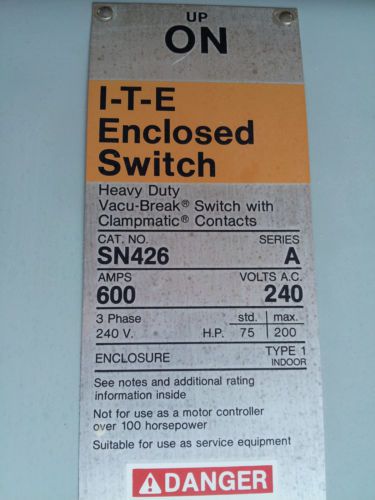 UP
ON
I-T-E
Enclosed
Switch
Heavy Duty
Vacu-Break® Switch with
Clampmatic® Contacts
CAT. NO. SERIES
SN426 A
AMPS VOLTS A.C.
600 240
3 Phase std. max.
240 V. H.P. 75 200
ENCLOSURE TYPE 1
INDOOR
See notes and additional rating
information inside
Not for use as a motor controller
over 100 horsepower
Suitable for use as service equipment
DANGER